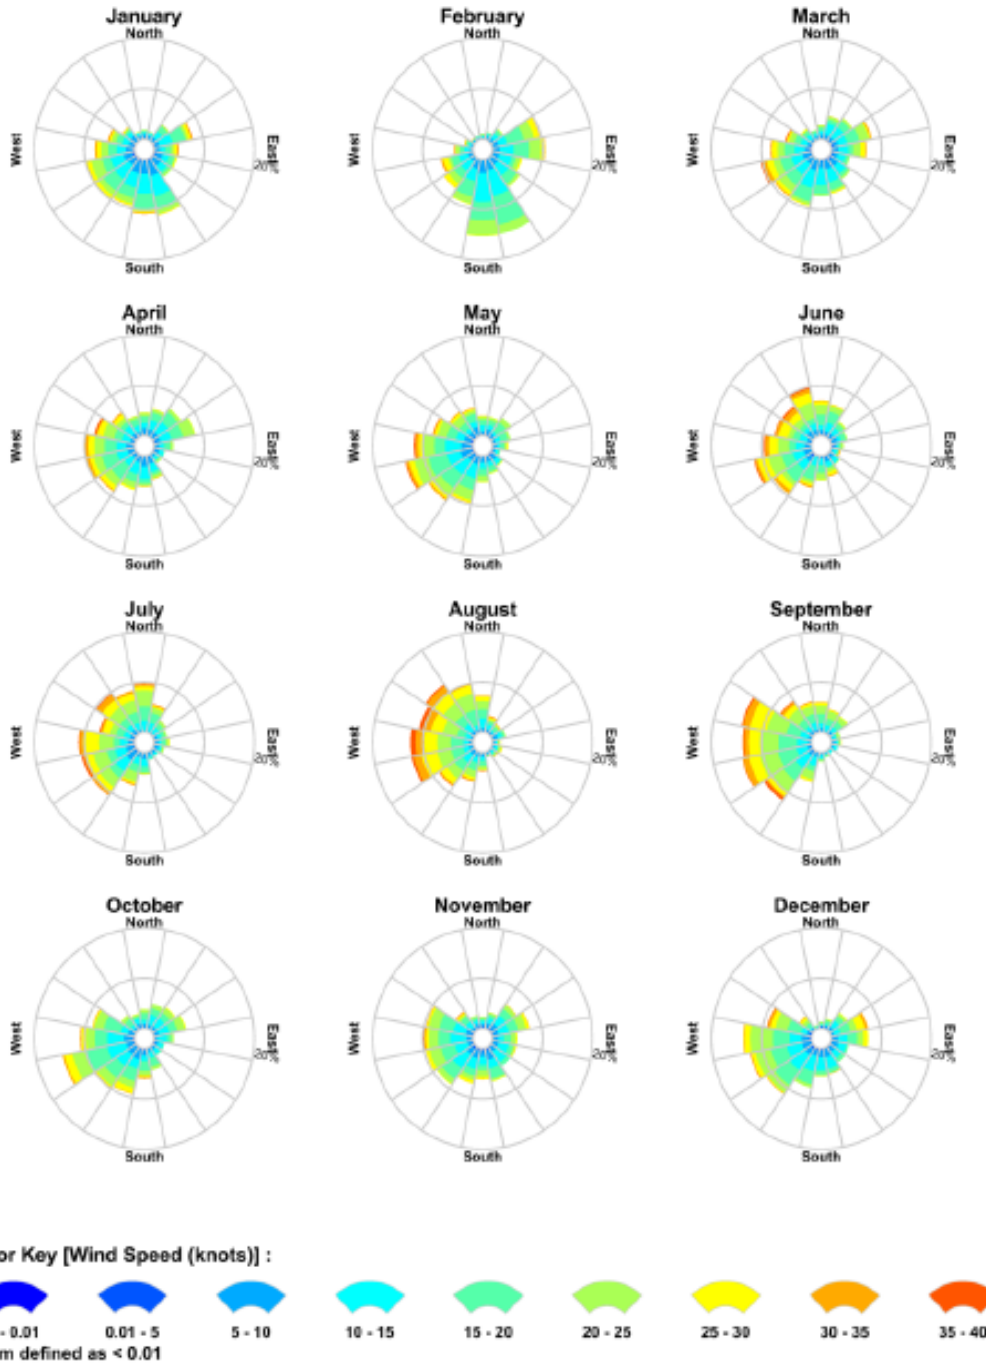 January
North
West
East
20%
South
February
North
West
East
20%
South
March
North
West
East
20%
South
April
North
West
East
20%
South
May
North
West
East
20%
South
June
North
West
East
20%
South
July
North
West
East
20%
South
August
North
West
East
20%
South
September
North
West
East
20%
South
October
North
West
East
20%
South
November
North
West
East
20%
South
December
North
West
East
20%
South
or Key [Wind Speed (knots)] :
- 0.01 0.01 - 5 5 - 10 10 - 15 15 - 20 20 - 25 25 - 30 30 - 35 35 - 40
m defined as < 0.01